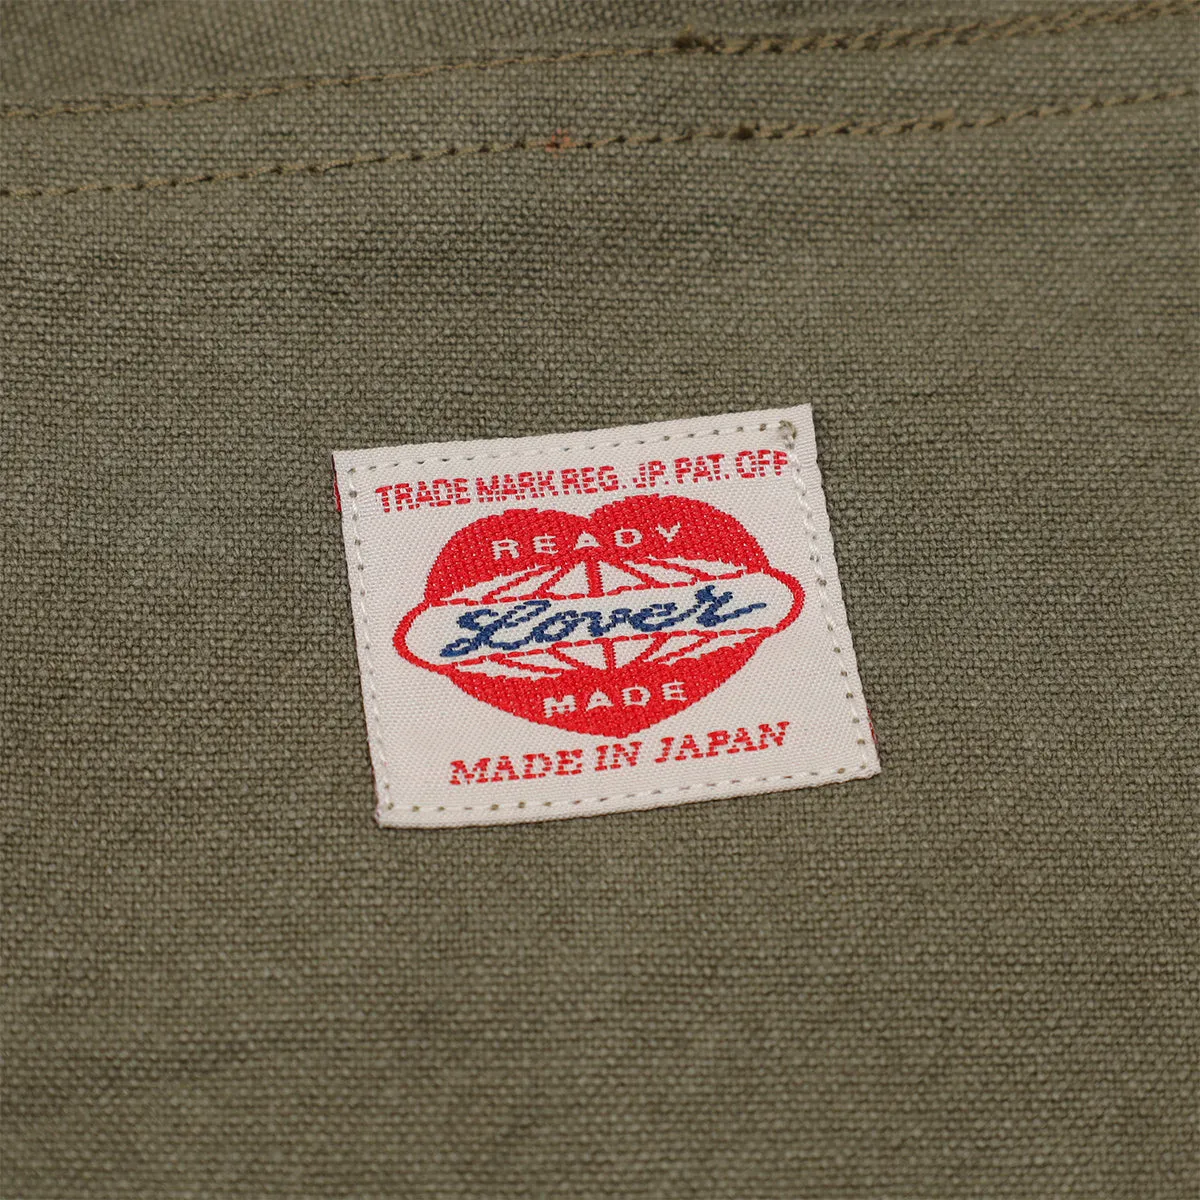 TRADE MARK REG. JP. PAT. OFF
READY
Lover
MADE
MADE IN JAPAN